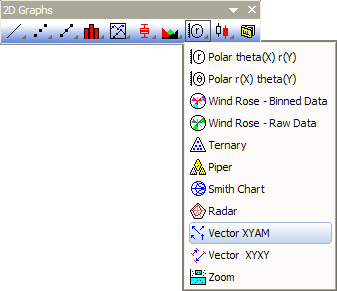 2D Graphs
Polar theta(X) r(Y)
Polar r(X) theta(Y)
Wind Rose - Binned Data
Wind Rose - Raw Data
Ternary
Piper
Smith Chart
Radar
Vector XYAM
Vector XYXY
Zoom